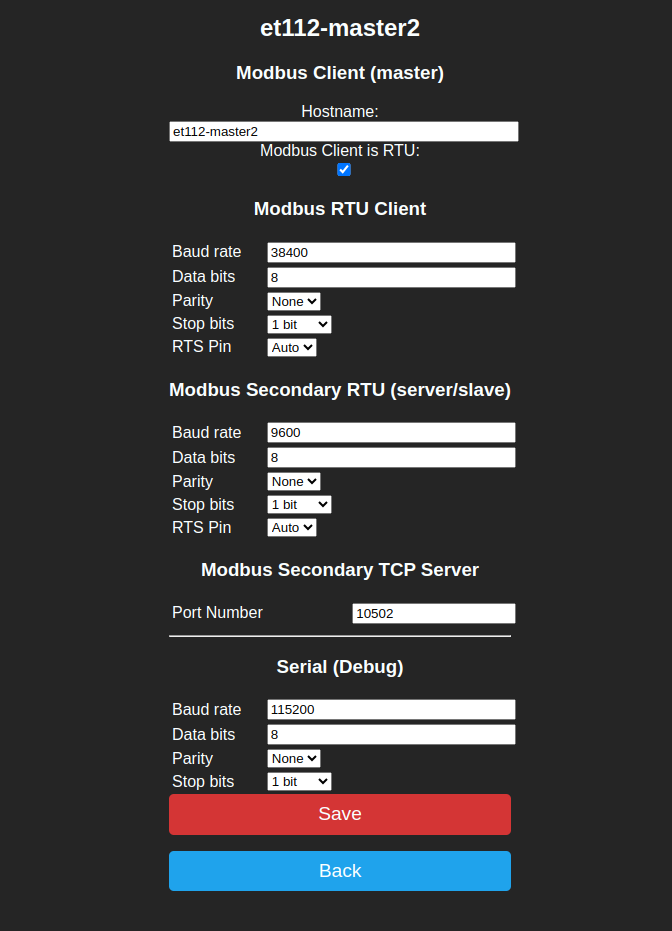 et112-master2
Modbus Client (master)
Hostname:
et112-master2
Modbus Client is RTU:
Modbus RTU Client
Baud rate 38400
Data bits 8
Parity None
Stop bits 1 bit
RTS Pin Auto
Modbus Secondary RTU (server/slave)
Baud rate 9600
Data bits 8
Parity None
Stop bits 1 bit
RTS Pin Auto
Modbus Secondary TCP Server
Port Number 10502
Serial (Debug)
Baud rate 115200
Data bits 8
Parity None
Stop bits 1 bit
Save
Back